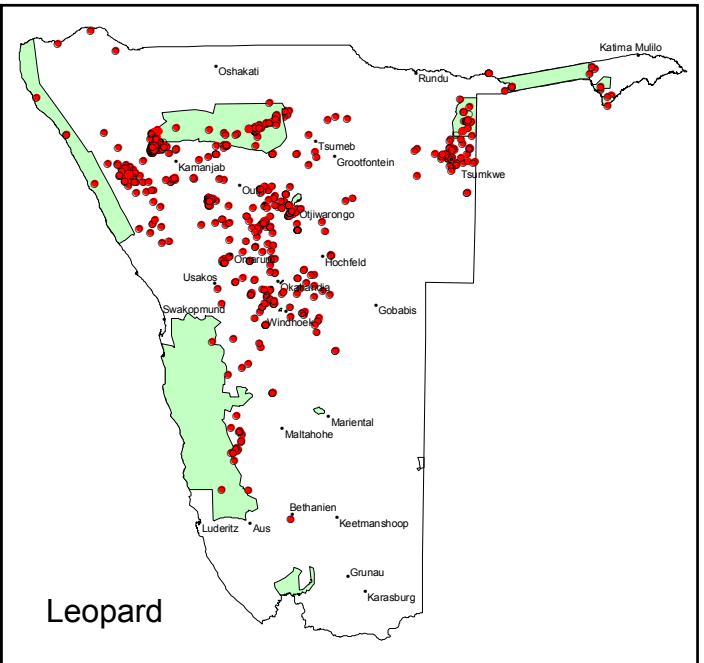 Katima Mulilo
Oshakati
Rundu
Tsumeb
Grootfontein
Kamanjab
Tsumkwe
Otjiwarongo
Omaruru
Hochfeld
Usakos
Okahandja
Swakopmund
Gobabis
Windhoek
Mariental
Maltahohe
Bethanien
Keetmanshoop
Luderitz
Aus
Grunau
Karasburg
Leopard